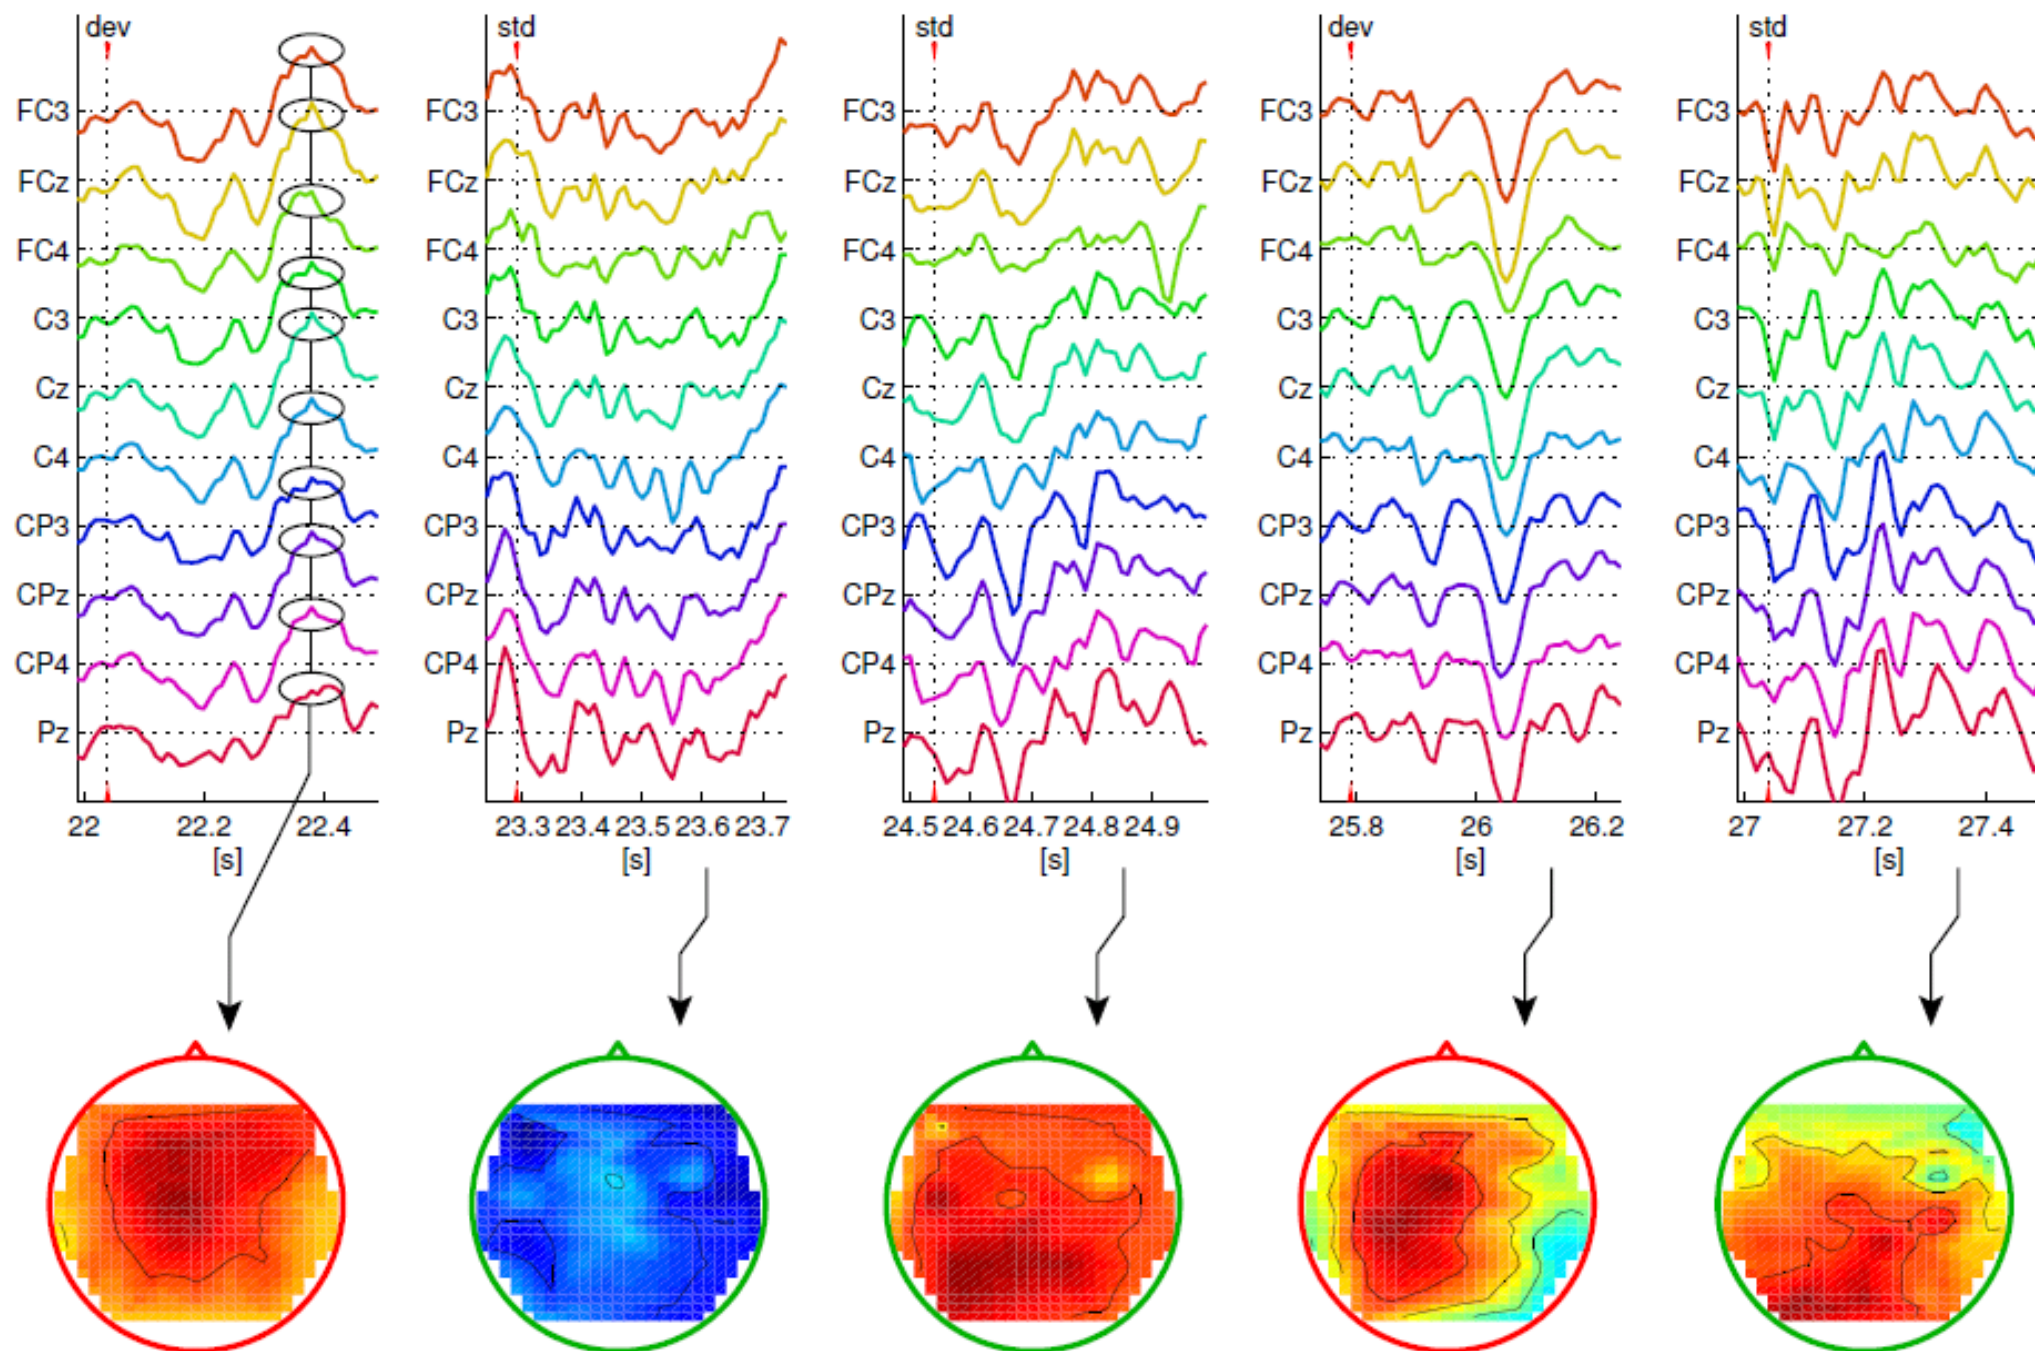 dev
FC3
FCz
FC4
C3
Cz
C4
CP3
CPz
CP4
Pz
22 22.2 22.4
[s]
std
FC3
FCz
FC4
C3
Cz
C4
CP3
CPz
CP4
Pz
23.3 23.4 23.5 23.6 23.7
[s]
std
FC3
FCz
FC4
C3
Cz
C4
CP3
CPz
CP4
Pz
24.5 24.6 24.7 24.8 24.9
[s]
dev
FC3
FCz
FC4
C3
Cz
C4
CP3
CPz
CP4
Pz
25.8 26 26.2
[s]
std
FC3
FCz
FC4
C3
Cz
C4
CP3
CPz
CP4
Pz
27 27.2 27.4
[s]